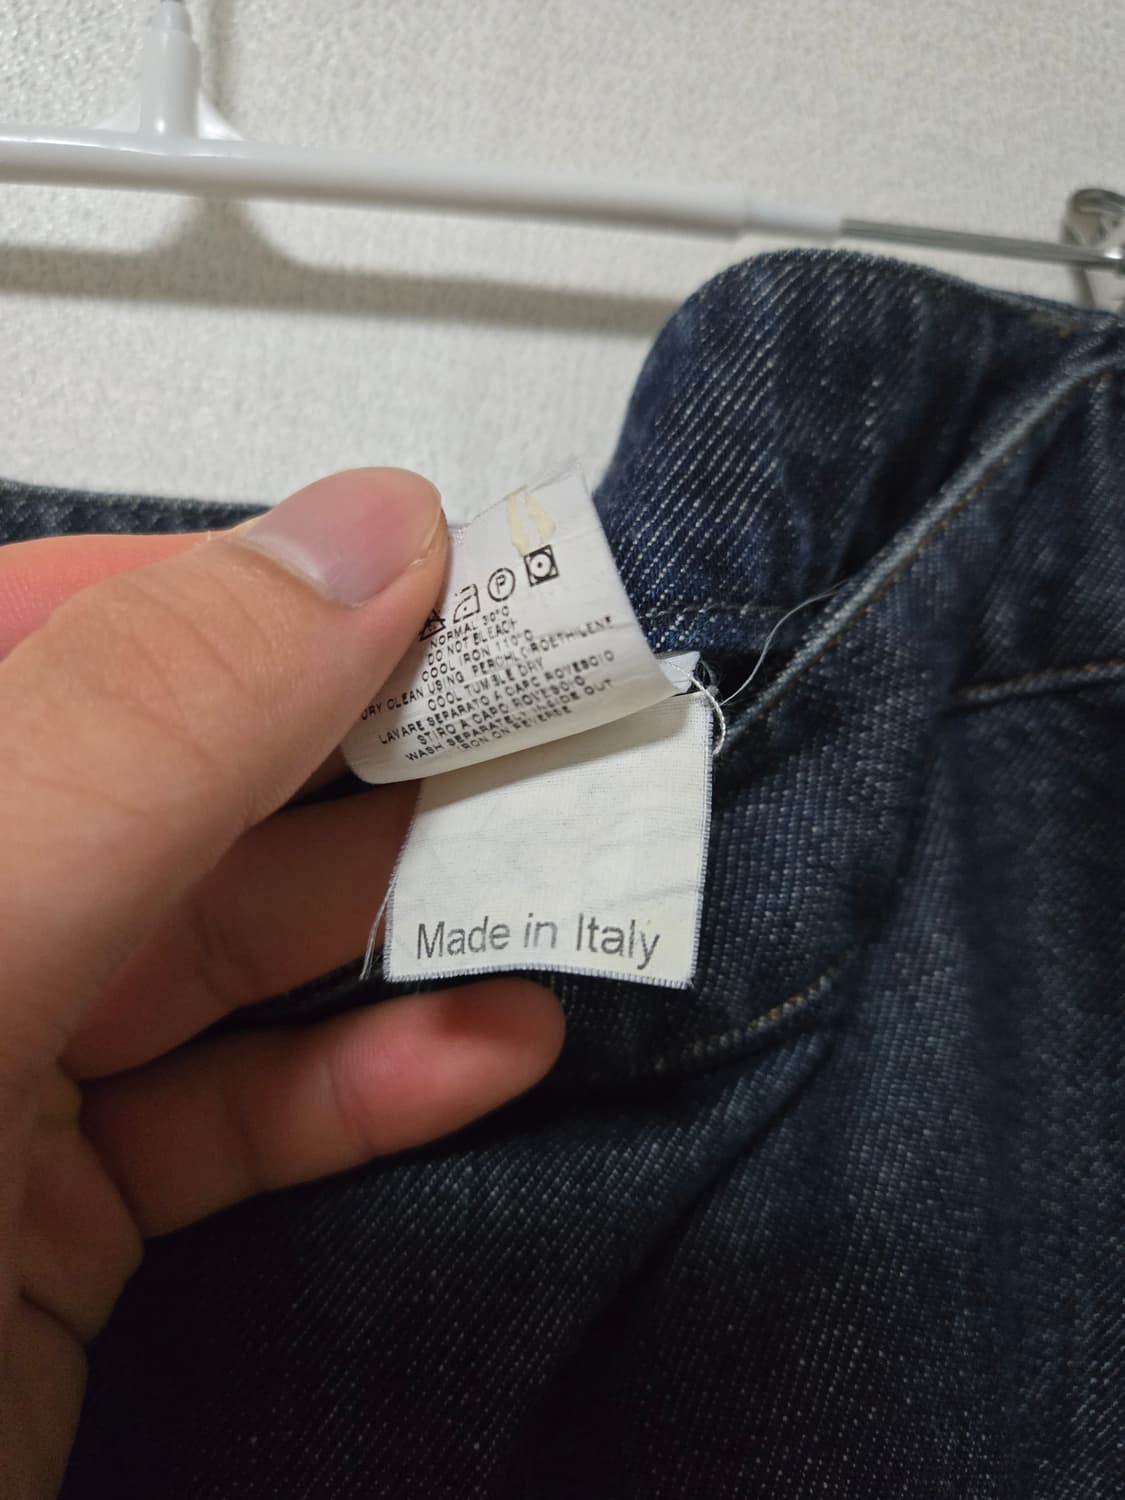 P
NORMAL 30°C
DO NOT BLEACH
COOL IRON 110°C
DRY CLEAN USING PERCHLOROETHILENE
COOL TUMBLE DRY
LAVARE SEPARATO A CAPO ROVESCIO
STIRO A CAPO ROVESCIO
WASH SEPARATELY INSIDE OUT
IRON ON REVERSE
Made in Italy